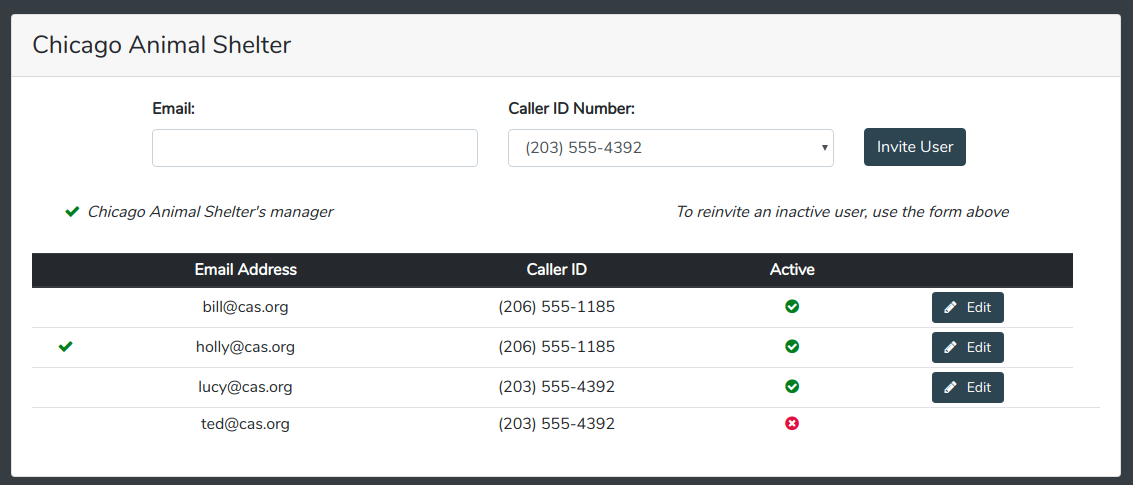 Chicago Animal Shelter
Email: Caller ID Number:
(203) 555-4392 Invite User
Chicago Animal Shelter's manager To reinvite an inactive user, use the form above
Email Address Caller ID Active
bill@cas.org (206) 555-1185 Edit
holly@cas.org (206) 555-1185 Edit
lucy@cas.org (203) 555-4392 Edit
ted@cas.org (203) 555-4392